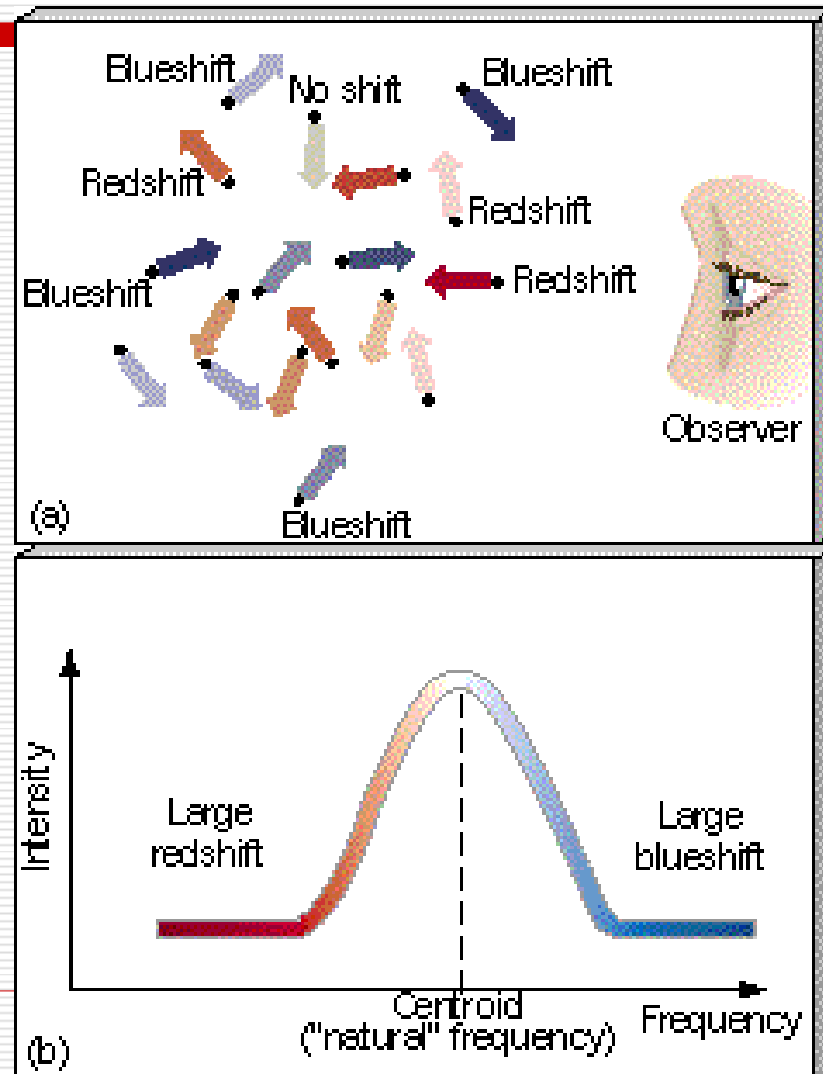 Blueshift
No shift
Blueshift
Redshift
Redshift
Blueshift
Redshift
Observer
(a)
Blueshift
Intensity
Large
redshift
Large
blueshift
Centroid
("natural" frequency)
Frequency
(b)